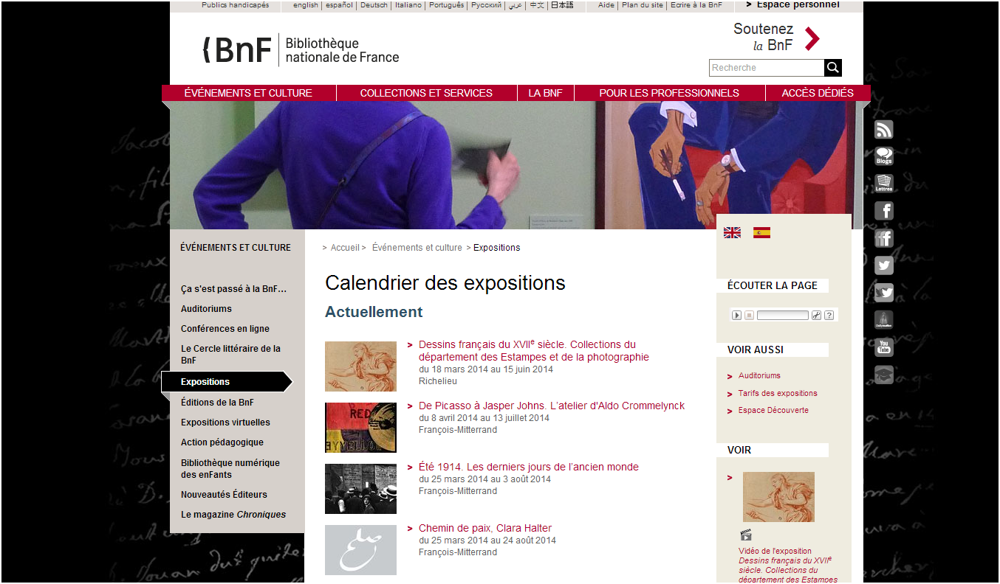 Publics handicapés
english | español | Deutsch | Italiano | Português | Русский | عربي | 中文 | 日本語
Aide | Plan du site | Ecrire à la BnF
> Espace personnel
BnF
Bibliothèque
nationale de France
Soutenez
la BnF
Recherche
ÉVÉNEMENTS ET CULTURE
COLLECTIONS ET SERVICES
LA BNF
POUR LES PROFESSIONNELS
ACCÈS DÉDIÉS
Blogs
Lettres
You
Tube
ÉVÉNEMENTS ET CULTURE
Ça s'est passé à la BnF...
Auditoriums
Conférences en ligne
Le Cercle littéraire de la
BnF
Expositions
Éditions de la BnF
Expositions virtuelles
Action pédagogique
Bibliothèque numérique
des enFants
Nouveautés Éditeurs
Le magazine Chroniques
> Accueil > Événements et culture > Expositions
Calendrier des expositions
Actuellement
> Dessins français du XVIIe siècle. Collections du
département des Estampes et de la photographie
du 18 mars 2014 au 15 juin 2014
Richelieu
RED
> De Picasso à Jasper Johns. L'atelier d'Aldo Crommelynck
du 8 avril 2014 au 13 juillet 2014
François-Mitterrand
> Été 1914. Les derniers jours de l'ancien monde
du 25 mars 2014 au 3 août 2014
François-Mitterrand
> Chemin de paix, Clara Halter
du 25 mars 2014 au 24 août 2014
François-Mitterrand
ÉCOUTER LA PAGE
?
VOIR AUSSI
> Auditoriums
> Tarifs des expositions
> Espace Découverte
VOIR
>
Vidéo de l'exposition
Dessins français du XVIIe
siècle. Collections du
département des Estampes